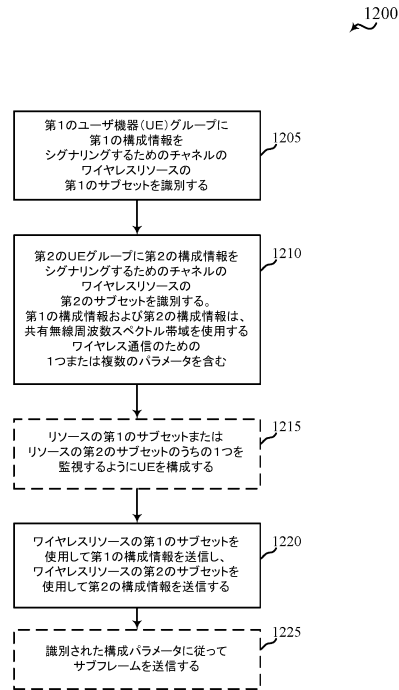 1200
第1のユーザ機器(UE)グループに
第1の構成情報を
シグナリングするためのチャネルの
ワイヤレスリソースの
第1のサブセットを識別する
1205
第2のUEグループに第2の構成情報を
シグナリングするためのチャネルの
ワイヤレスリソースの
第2のサブセットを識別する。
第1の構成情報および第2の構成情報は、
共有無線周波数スペクトル帯域を使用する
ワイヤレス通信のための
1つまたは複数のパラメータを含む
1210
リソースの第1のサブセットまたは
リソースの第2のサブセットのうちの1つを
監視するようにUEを構成する
1215
ワイヤレスリソースの第1のサブセットを
使用して第1の構成情報を送信し、
ワイヤレスリソースの第2のサブセットを
使用して第2の構成情報を送信する
1220
識別された構成パラメータに従って
サブフレームを送信する
1225